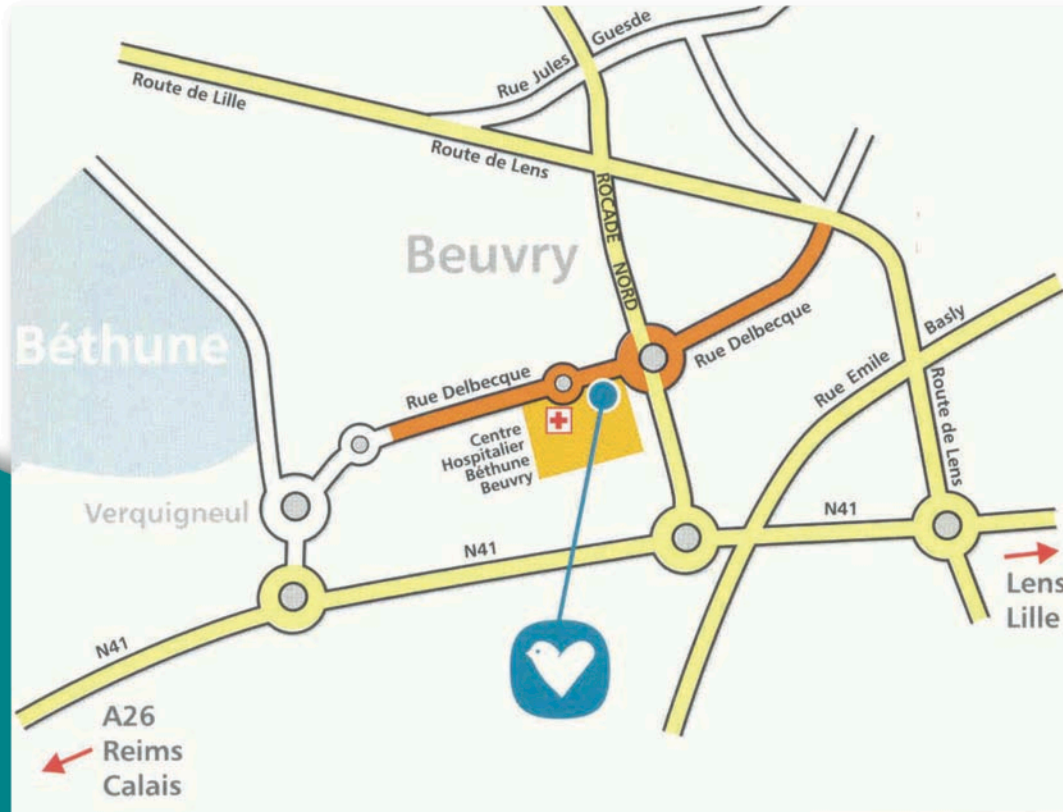 Rue Jules Guesde
Route de Lille
Route de Lens
ROCADE NORD
Beuvry
Béthune
Rue Delbecque
Rue Delbecque
Rue Emile Basly
Route de Lens
Centre
Hospitalier
Béthune
Beuvry
Verquigneul
N41
N41
N41
Lens
Lille
A26
Reims
Calais